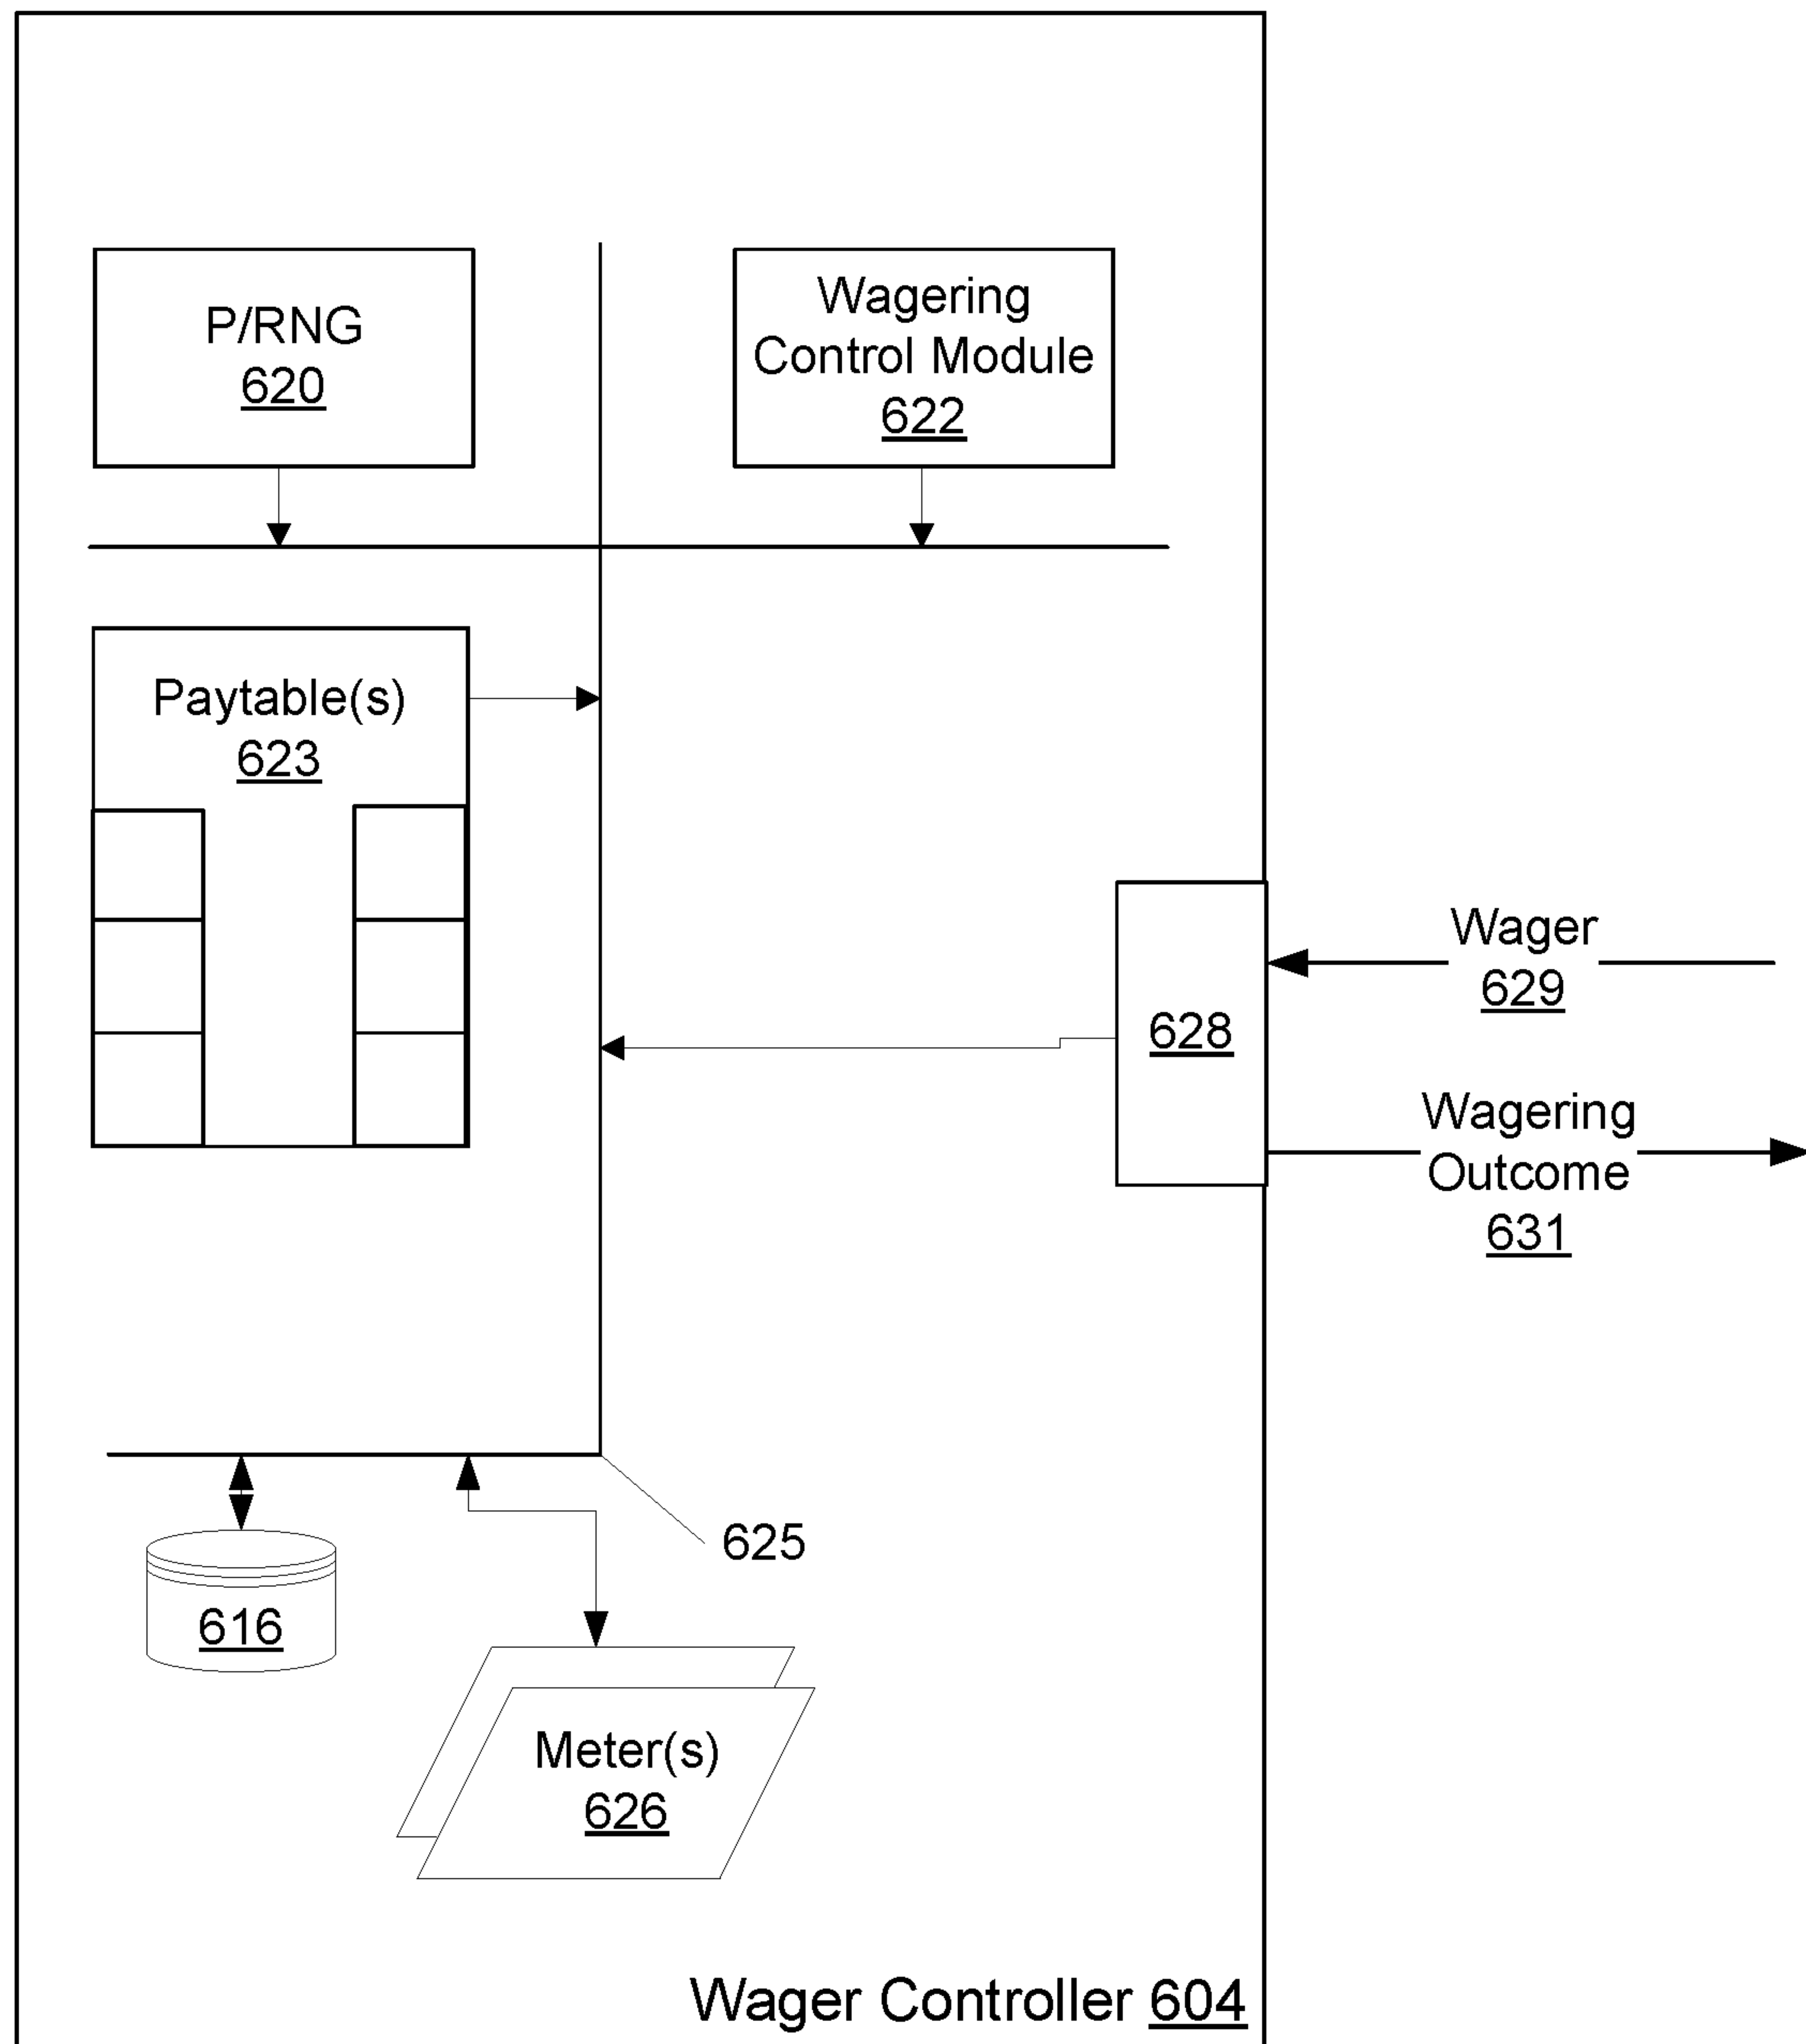 P/RNG
620
Wagering
Control Module
622
Paytable(s)
623
Wager
629
628
Wagering
Outcome
631
625
616
Meter(s)
626
Wager Controller 604